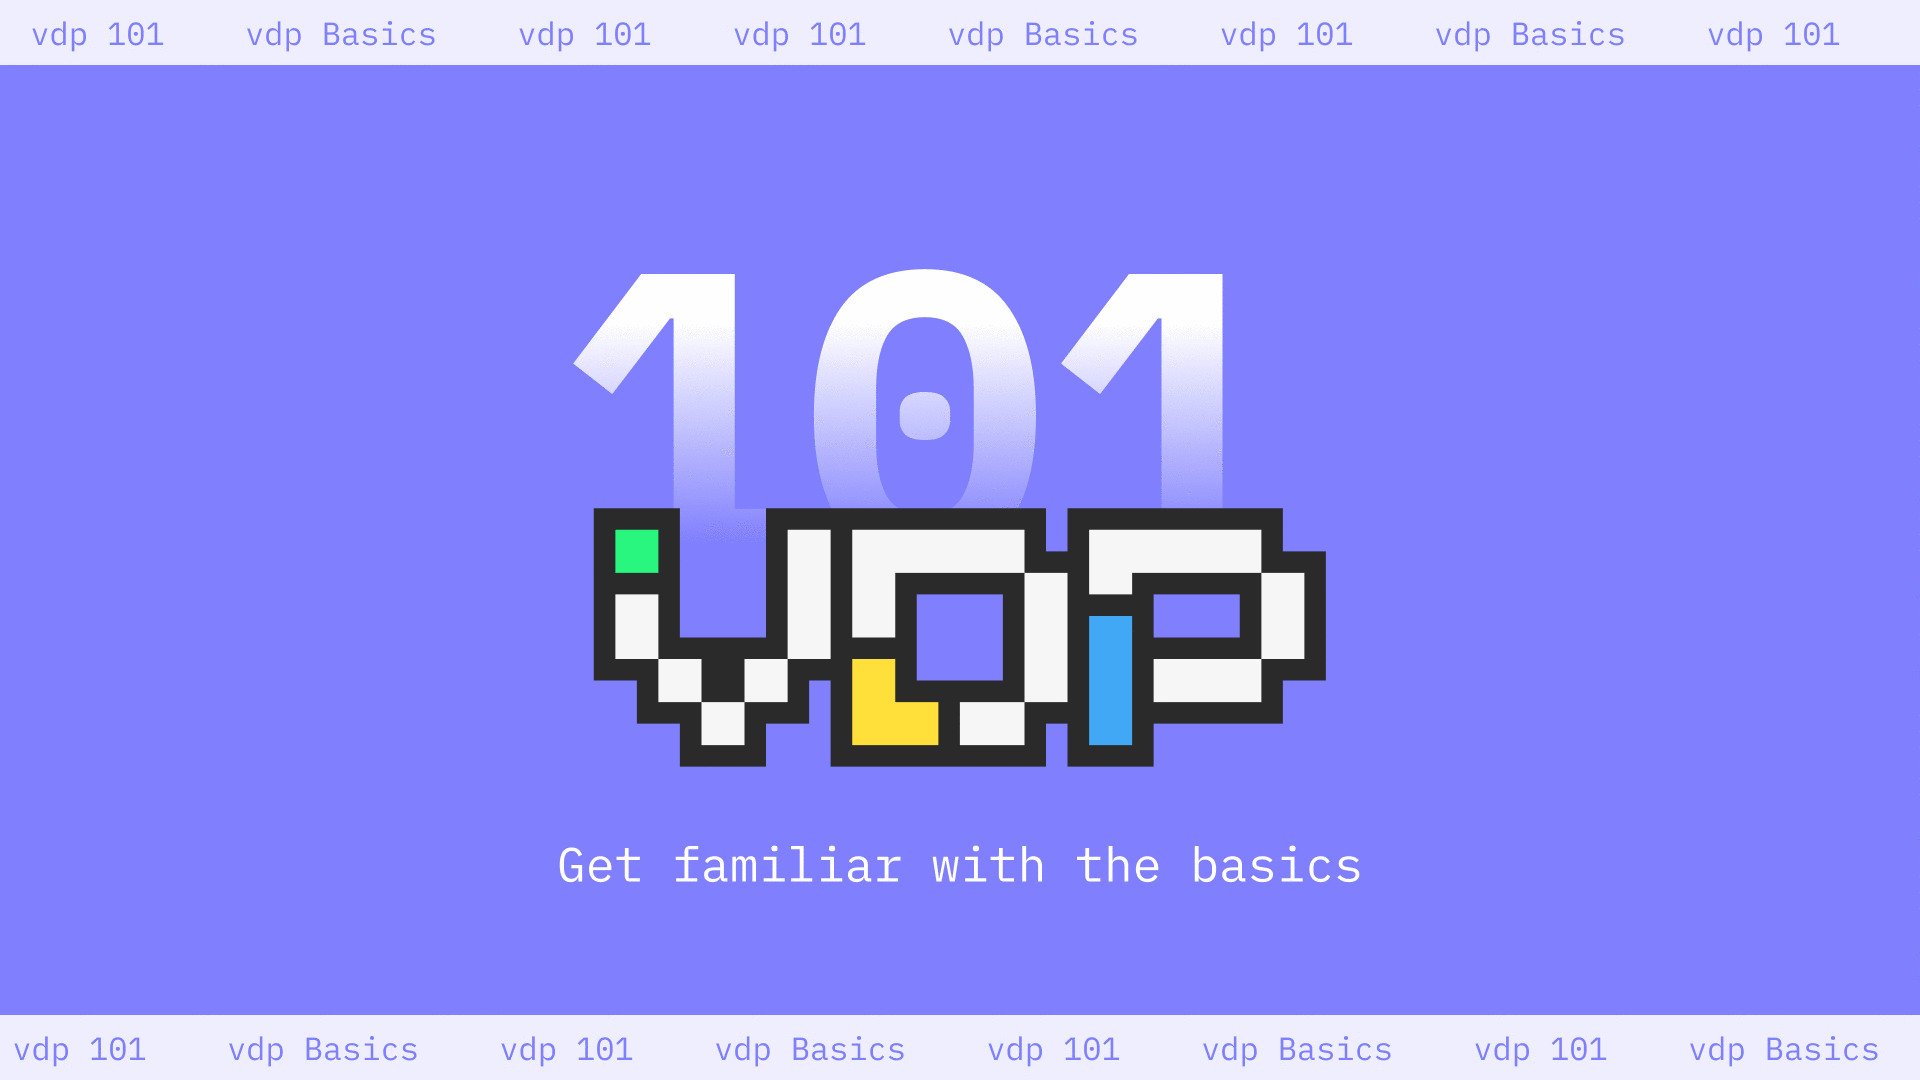 vdp 101 vdp Basics vdp 101 vdp 101 vdp Basics vdp 101 vdp Basics vdp 101
101
VDP
Get familiar with the basics
vdp 101 vdp Basics vdp 101 vdp Basics vdp 101 vdp Basics vdp 101 vdp Basics